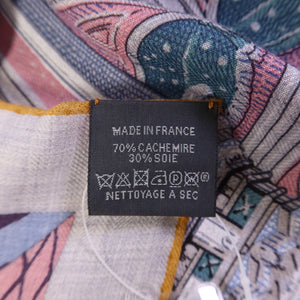 MADE IN FRANCE
70% CACHEMIRE
30% SOIE
NETTOYAGE A SEC